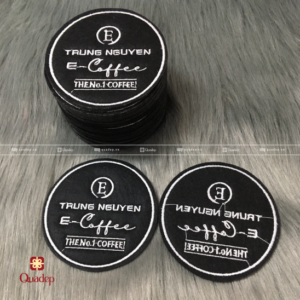 E
TRUNG NGUYEN
E-Coffee
THE No.1 COFFEE
E
TRUNG NGUYEN
E-Coffee
THE No.1 COFFEE
E
TRUNG NGUYEN
E-Coffee
THE No.1 COFFEE
Quadep